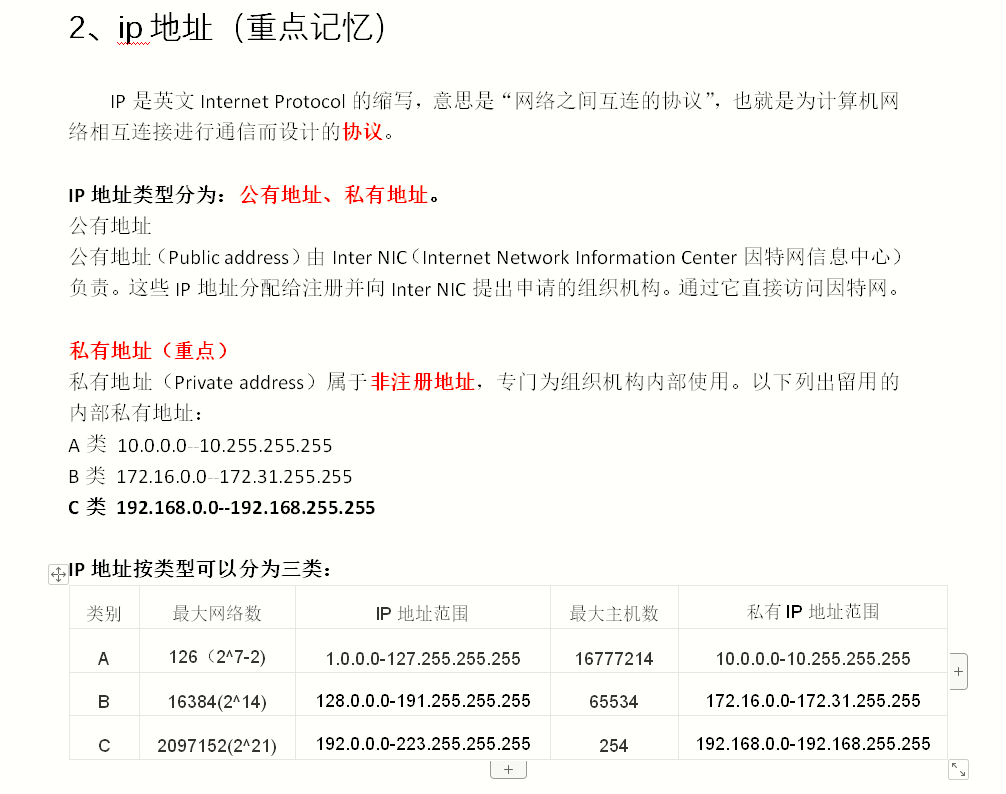 2、ip 地址（重点记忆）
IP 是英文 Internet Protocol 的缩写，意思是“网络之间互连的协议”，也就是为计算机网
络相互连接进行通信而设计的协议。
IP 地址类型分为：公有地址、私有地址。
公有地址
公有地址（Public address）由 Inter NIC（Internet Network Information Center 因特网信息中心）
负责。这些 IP 地址分配给注册并向 Inter NIC 提出申请的组织机构。通过它直接访问因特网。
私有地址（重点）
私有地址（Private address）属于非注册地址，专门为组织机构内部使用。以下列出留用的
内部私有地址：
A 类 10.0.0.0--10.255.255.255
B 类 172.16.0.0--172.31.255.255
C 类 192.168.0.0--192.168.255.255
IP 地址按类型可以分为三类：
类别 最大网络数 IP 地址范围 最大主机数 私有 IP 地址范围
A 126（2^7-2) 1.0.0.0-127.255.255.255 16777214 10.0.0.0-10.255.255.255
B 16384(2^14) 128.0.0.0-191.255.255.255 65534 172.16.0.0-172.31.255.255
C 2097152(2^21) 192.0.0.0-223.255.255.255 254 192.168.0.0-192.168.255.255